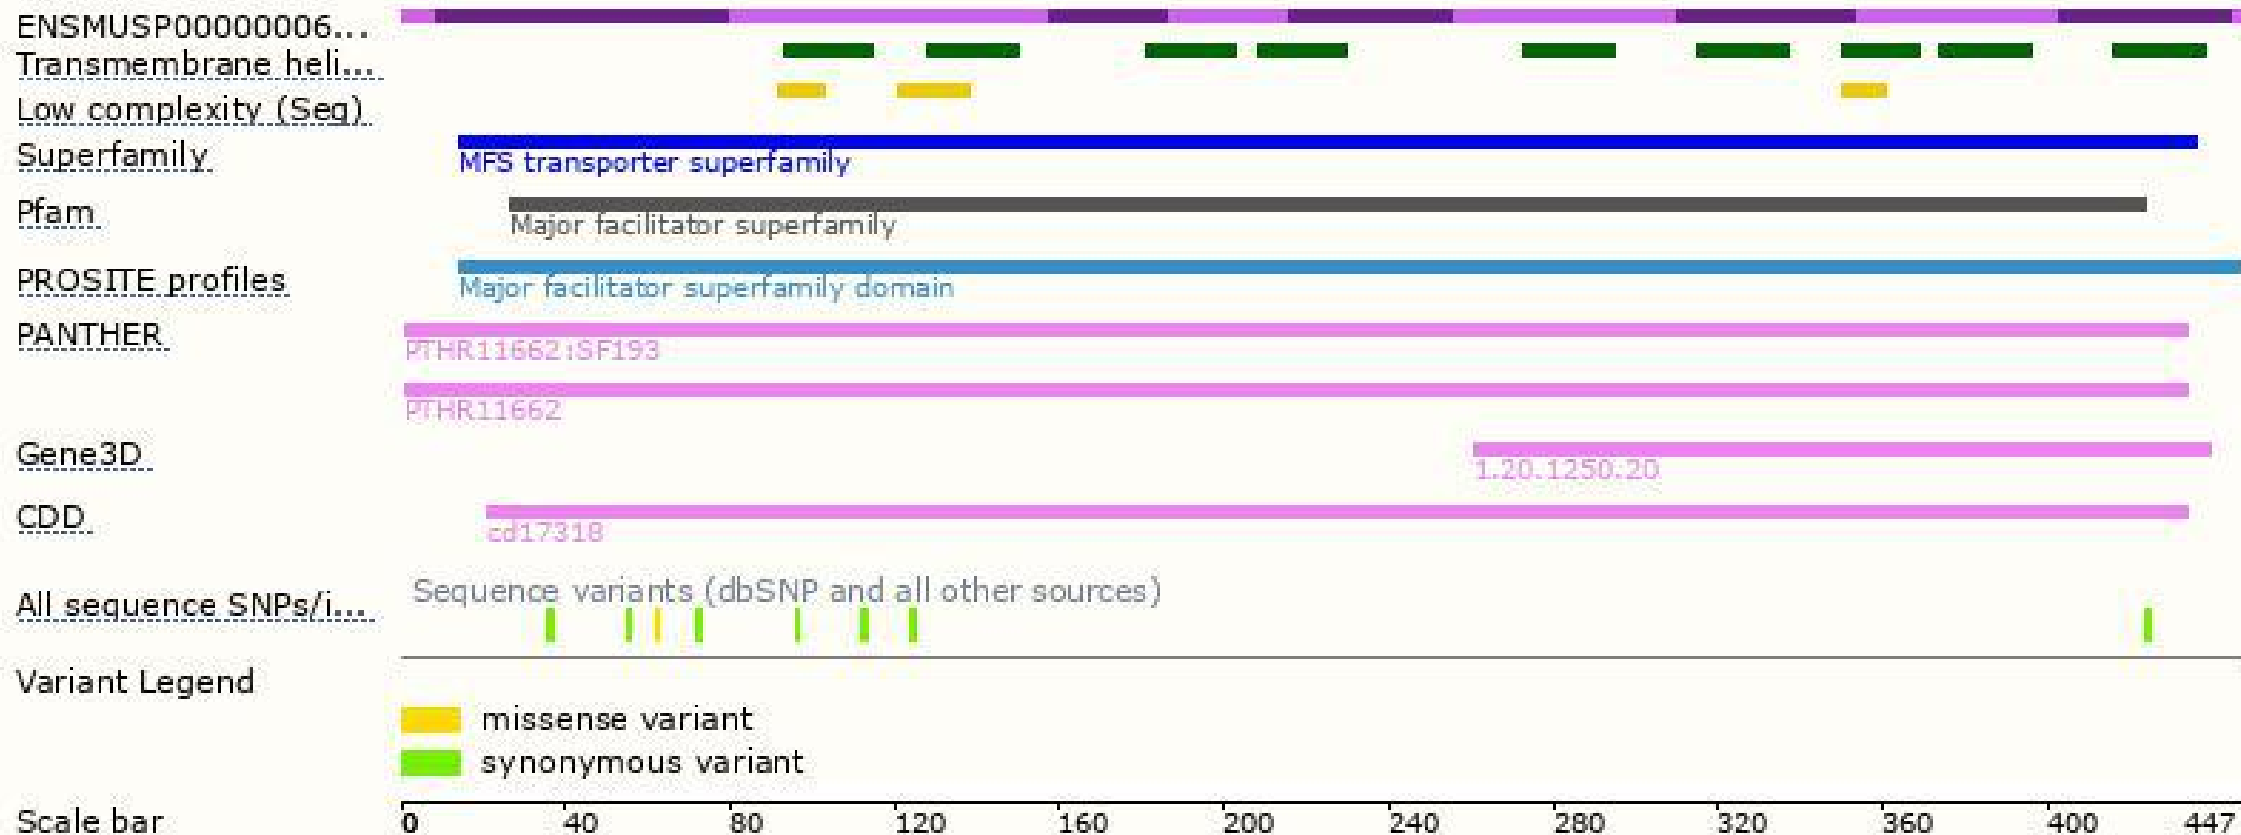 ENSMUSP00000006...
Transmembrane heli...
Low complexity (Seg)
Superfamily
MFS transporter superfamily
Pfam
Major facilitator superfamily
PROSITE profiles
Major facilitator superfamily domain
PANTHER
PTHR11662:SF193
PTHR11662
Gene3D
1.20.1250.20
CDD
cd17318
Sequence variants (dbSNP and all other sources)
All sequence SNPs/i...
Variant Legend
missense variant
synonymous variant
Scale bar 0 40 80 120 160 200 240 280 320 360 400 447